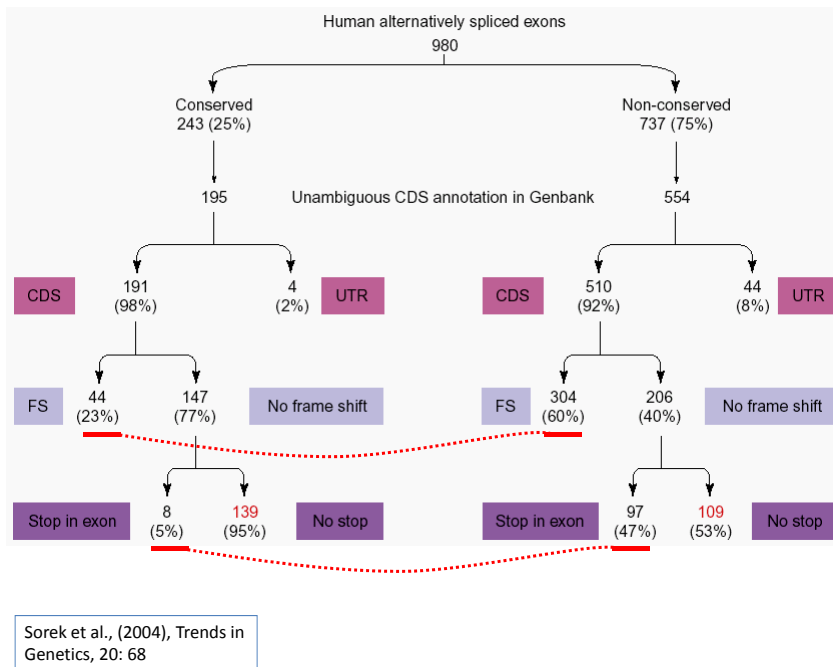 Human alternatively spliced exons
980
Conserved
243 (25%)
Non-conserved
737 (75%)
195
Unambiguous CDS annotation in Genbank
554
CDS
191
(98%)
4
(2%)
UTR
CDS
510
(92%)
44
(8%)
UTR
FS
44
(23%)
147
(77%)
No frame shift
FS
304
(60%)
206
(40%)
No frame shift
Stop in exon
8
(5%)
139
(95%)
No stop
Stop in exon
97
(47%)
109
(53%)
No stop
Sorek et al., (2004), Trends in
Genetics, 20: 68